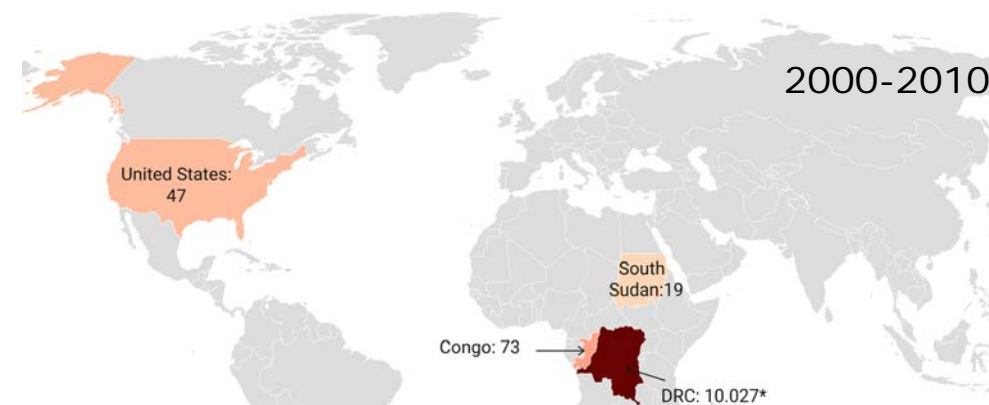 2000-2010
United States:
47
South
Sudan:19
Congo: 73
DRC: 10.027*